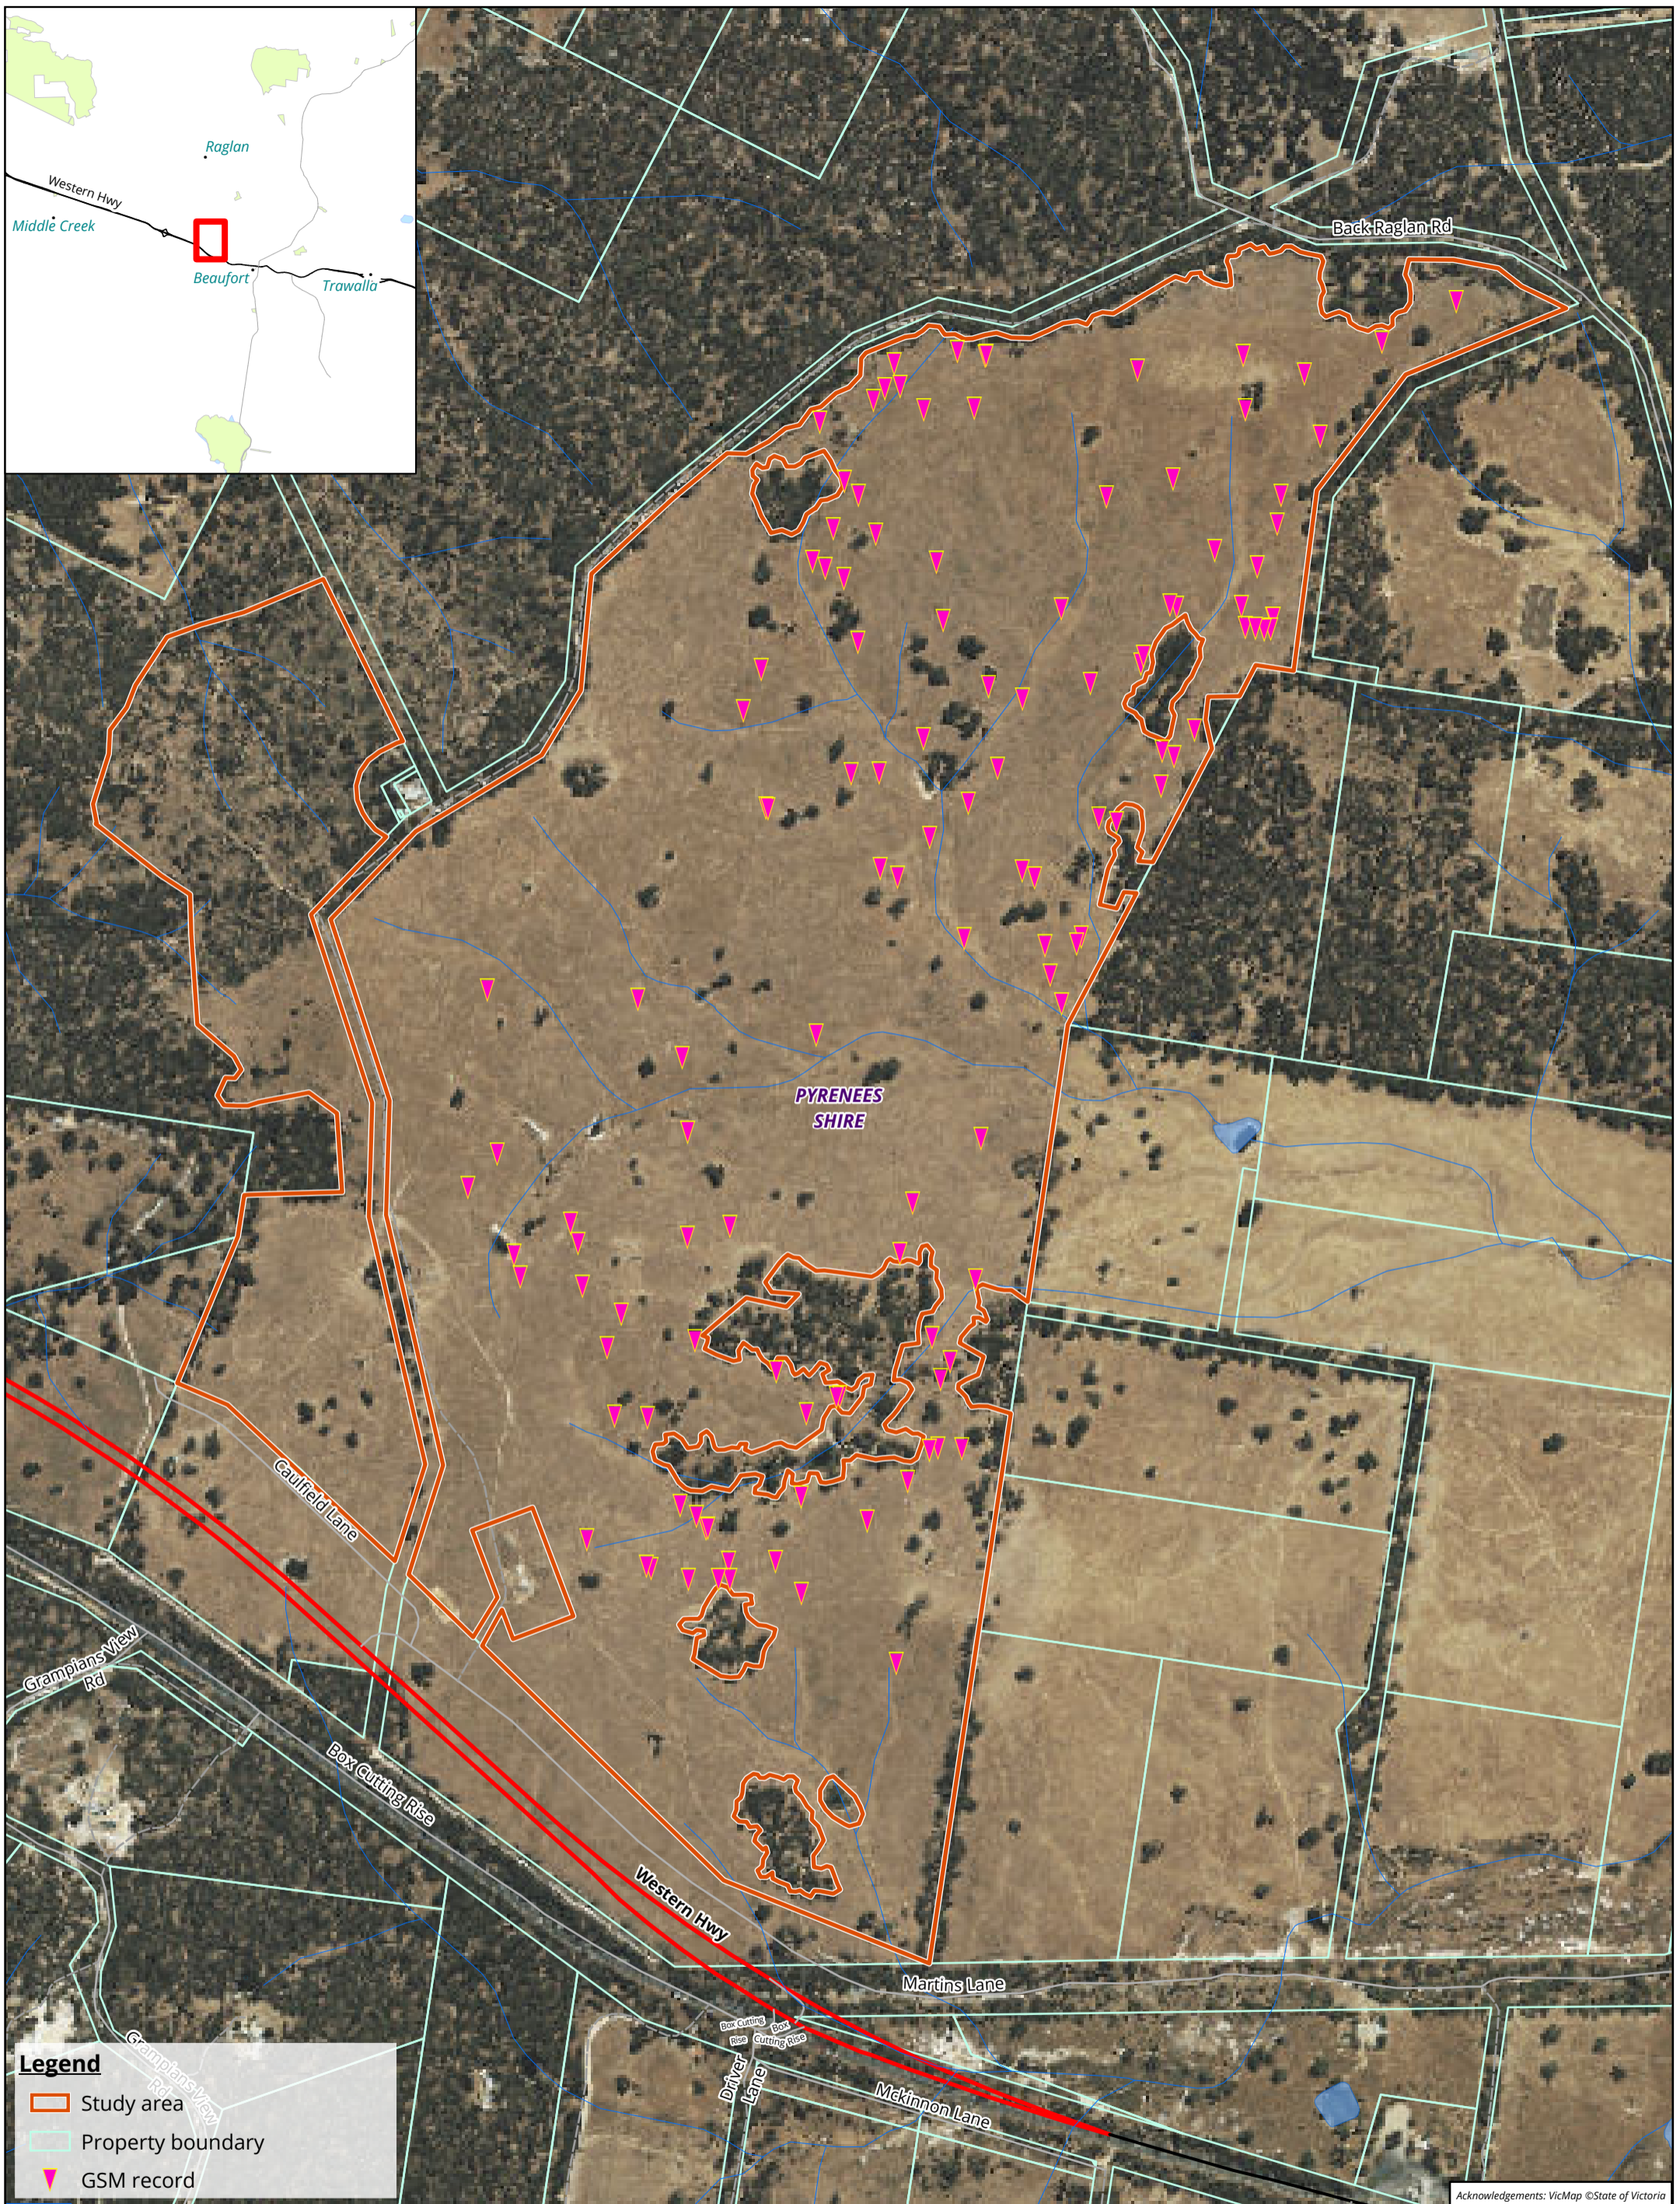 Raglan
Western Hwy
Middle Creek
Beaufort
Trawalla
Back Raglan Rd
PYRENEES
SHIRE
Caulfield Lane
Grampians View
Rd
Box Cutting Rise
Western Hwy
Martins Lane
Box Cutting
Rise
Box
Cutting Rise
Driver
Lane
Mckinnon Lane
Grampians View
Rd
Legend
Study area
Property boundary
GSM record
Acknowledgements: VicMap ©State of Victoria